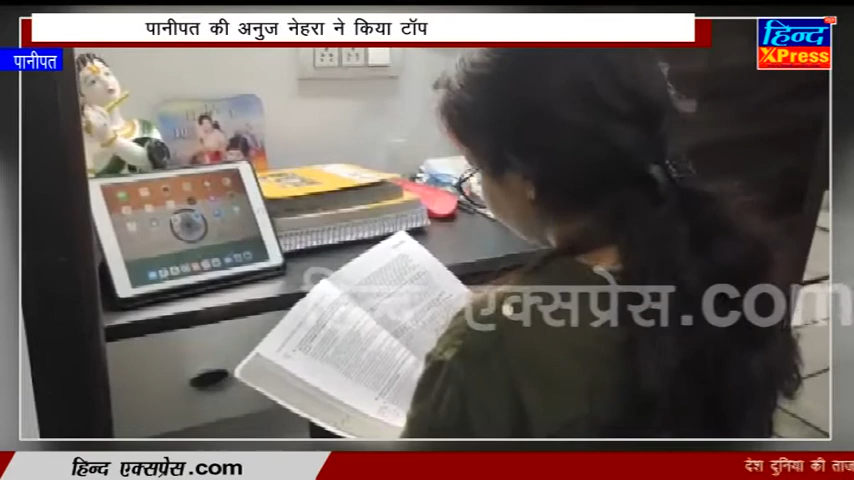 पानीपत की अनुज नेहरा ने किया टॉप
हिन्द
XPress
पानीपत
हिन्द एक्सप्रेस.com
हिन्द एक्सप्रेस.com
देश दुनिया की ताज